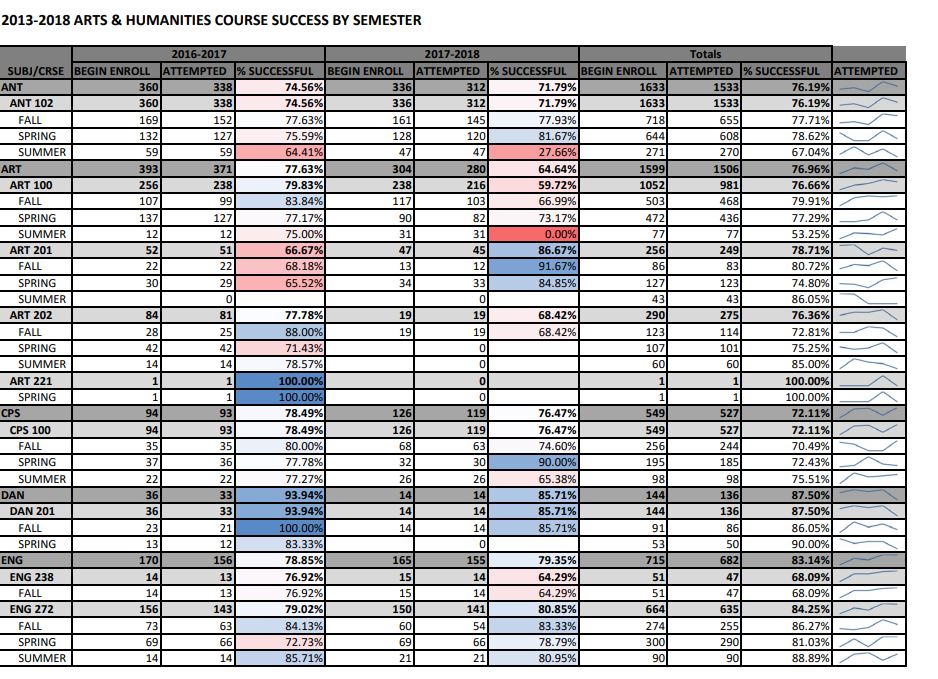 2013-2018 ARTS & HUMANITIES COURSE SUCCESS BY SEMESTER
2016-2017 2017-2018 Totals
SUBJ/CRSE BEGIN ENROLL ATTEMPTED % SUCCESSFUL BEGIN ENROLL ATTEMPTED % SUCCESSFUL BEGIN ENROLL ATTEMPTED % SUCCESSFUL ATTEMPTED
ANT 360 338 74.56% 336 312 71.79% 1633 1533 76.19%
ANT 102 360 338 74.56% 336 312 71.79% 1633 1533 76.19%
FALL 169 152 77.63% 161 145 77.93% 718 655 77.71%
SPRING 132 127 75.59% 128 120 81.67% 644 608 78.62%
SUMMER 59 59 64.41% 47 47 27.66% 271 270 67.04%
ART 393 371 77.63% 304 280 64.64% 1599 1506 76.96%
ART 100 256 238 79.83% 238 216 59.72% 1052 981 76.66%
FALL 107 99 83.84% 117 103 66.99% 503 468 79.91%
SPRING 137 127 77.17% 90 82 73.17% 472 436 77.29%
SUMMER 12 12 75.00% 31 31 0.00% 77 77 53.25%
ART 201 52 51 66.67% 47 45 86.67% 256 249 78.71%
FALL 22 22 68.18% 13 12 91.67% 86 83 80.72%
SPRING 30 29 65.52% 34 33 84.85% 127 123 74.80%
SUMMER 0 0 43 43 86.05%
ART 202 84 81 77.78% 19 19 68.42% 290 275 76.36%
FALL 28 25 88.00% 19 19 68.42% 123 114 72.81%
SPRING 42 42 71.43% 0 107 101 75.25%
SUMMER 14 14 78.57% 0 60 60 85.00%
ART 221 1 1 100.00% 0 1 1 100.00%
SPRING 1 1 100.00% 0 1 1 100.00%
CPS 94 93 78.49% 126 119 76.47% 549 527 72.11%
CPS 100 94 93 78.49% 126 119 76.47% 549 527 72.11%
FALL 35 35 80.00% 68 63 74.60% 256 244 70.49%
SPRING 37 36 77.78% 32 30 90.00% 195 185 72.43%
SUMMER 22 22 77.27% 26 26 65.38% 98 98 75.51%
DAN 36 33 93.94% 14 14 85.71% 144 136 87.50%
DAN 201 36 33 93.94% 14 14 85.71% 144 136 87.50%
FALL 23 21 100.00% 14 14 85.71% 91 86 86.05%
SPRING 13 12 83.33% 0 53 50 90.00%
ENG 170 156 78.85% 165 155 79.35% 715 682 83.14%
ENG 238 14 13 76.92% 15 14 64.29% 51 47 68.09%
FALL 14 13 76.92% 15 14 64.29% 51 47 68.09%
ENG 272 156 143 79.02% 150 141 80.85% 664 635 84.25%
FALL 73 63 84.13% 60 54 83.33% 274 255 86.27%
SPRING 69 66 72.73% 69 66 78.79% 300 290 81.03%
SUMMER 14 14 85.71% 21 21 80.95% 90 90 88.89%